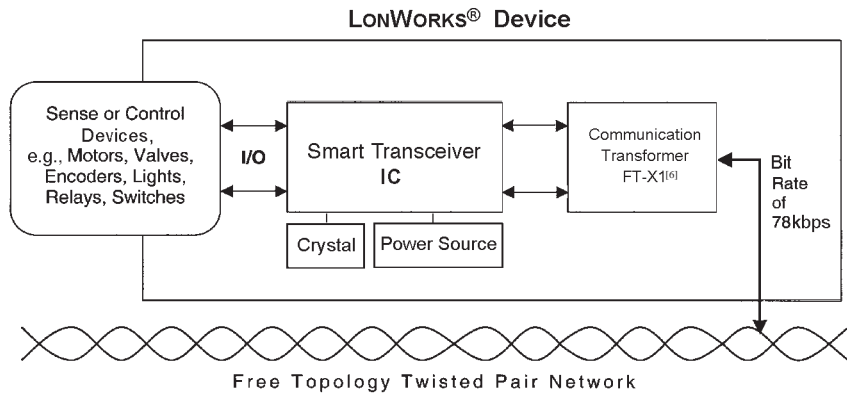 LONWORKS® Device
Sense or Control
Devices,
e.g., Motors, Valves,
Encoders, Lights,
Relays, Switches
I/O
Smart Transceiver
IC
Communication
Transformer
FT-X1[6]
Bit
Rate
of
78kbps
Crystal
Power Source
Free Topology Twisted Pair Network